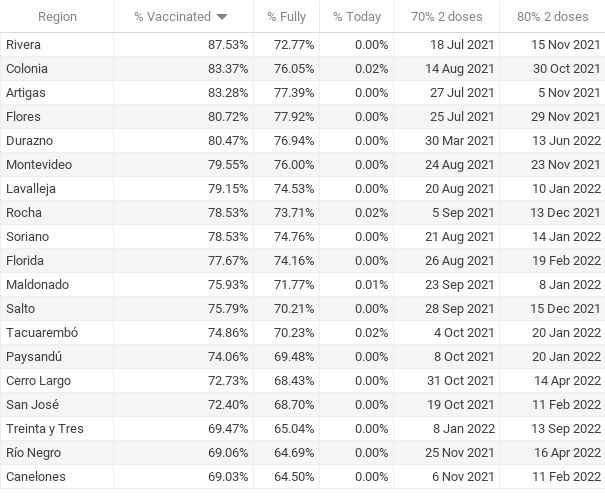 Region % Vaccinated % Fully % Today 70% 2 doses 80% 2 doses
Rivera 87.53% 72.77% 0.00% 18 Jul 2021 15 Nov 2021
Colonia 83.37% 76.05% 0.02% 14 Aug 2021 30 Oct 2021
Artigas 83.28% 77.39% 0.00% 27 Jul 2021 5 Nov 2021
Flores 80.72% 77.92% 0.00% 25 Jul 2021 29 Nov 2021
Durazno 80.47% 76.94% 0.00% 30 Mar 2021 13 Jun 2022
Montevideo 79.55% 76.00% 0.00% 24 Aug 2021 23 Nov 2021
Lavalleja 79.15% 74.53% 0.00% 20 Aug 2021 10 Jan 2022
Rocha 78.53% 73.71% 0.02% 5 Sep 2021 13 Dec 2021
Soriano 78.53% 74.76% 0.00% 21 Aug 2021 14 Jan 2022
Florida 77.67% 74.16% 0.00% 26 Aug 2021 19 Feb 2022
Maldonado 75.93% 71.77% 0.01% 23 Sep 2021 8 Jan 2022
Salto 75.79% 70.21% 0.00% 28 Sep 2021 15 Dec 2021
Tacuarembó 74.86% 70.23% 0.02% 4 Oct 2021 20 Jan 2022
Paysandú 74.06% 69.48% 0.00% 8 Oct 2021 20 Jan 2022
Cerro Largo 72.73% 68.43% 0.00% 31 Oct 2021 14 Apr 2022
San José 72.40% 68.70% 0.00% 19 Oct 2021 11 Feb 2022
Treinta y Tres 69.47% 65.04% 0.00% 8 Jan 2022 13 Sep 2022
Río Negro 69.06% 64.69% 0.00% 25 Nov 2021 16 Apr 2022
Canelones 69.03% 64.50% 0.00% 6 Nov 2021 11 Feb 2022